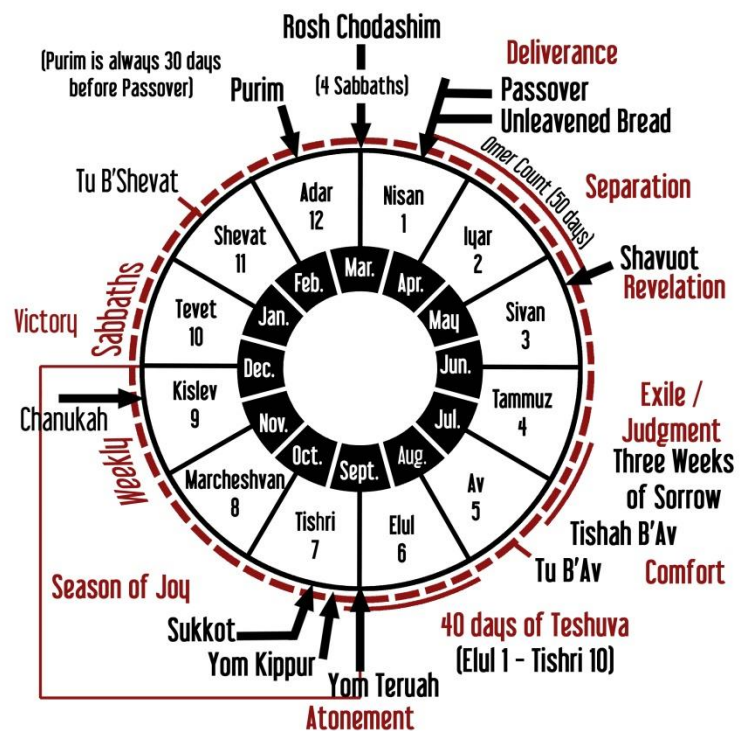 Rosh Chodashim
(4 Sabbaths)
(Purim is always 30 days
before Passover)
Purim
Deliverance
Passover
Unleavened Bread
Omer Count (50 days)
Separation
Shavuot
Revelation
Exile /
Judgment
Three Weeks
of Sorrow
Tishah B'Av
Tu B'Av
Comfort
40 days of Teshuva
(Elul 1 - Tishri 10)
Yom Teruah
Atonement
Yom Kippur
Sukkot
Season of Joy
Chanukah
Victory
Weekly
Sabbaths
Tu B'Shevat
Nisan
1
Iyar
2
Sivan
3
Tammuz
4
Av
5
Elul
6
Tishri
7
Marcheshvan
8
Kislev
9
Tevet
10
Shevat
11
Adar
12
Mar.
Apr.
May
Jun.
Jul.
Aug.
Sept.
Oct.
Nov.
Dec.
Jan.
Feb.